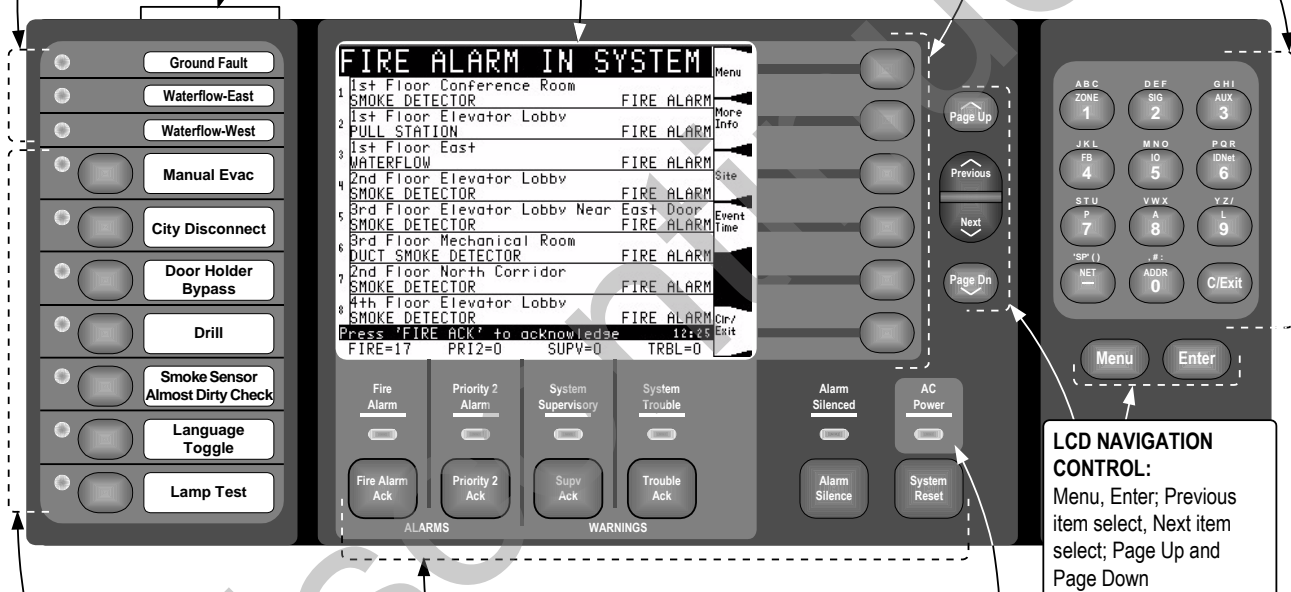 Ground Fault
Waterflow-East
Waterflow-West
Manual Evac
City Disconnect
Door Holder
Bypass
Drill
Smoke Sensor
Almost Dirty Check
Language
Toggle
Lamp Test
FIRE ALARM IN SYSTEM
1 1st Floor Conference Room
SMOKE DETECTOR FIRE ALARM
2 1st Floor Elevator Lobby
PULL STATION FIRE ALARM
3 1st Floor East
WATERFLOW FIRE ALARM
4 2nd Floor Elevator Lobby
SMOKE DETECTOR FIRE ALARM
5 3rd Floor Elevator Lobby Near East Door
SMOKE DETECTOR FIRE ALARM
6 3rd Floor Mechanical Room
DUCT SMOKE DETECTOR FIRE ALARM
7 2nd Floor North Corridor
SMOKE DETECTOR FIRE ALARM
8 4th Floor Elevator Lobby
SMOKE DETECTOR FIRE ALARM
Press 'FIRE ACK' to acknowledge 12:25
FIRE=17 PRI2=0 SUPV=0 TRBL=0
Menu
More
Info
Site
Event
Time
Clr/
Exit
Fire
Alarm
Priority 2
Alarm
System
Supervisory
System
Trouble
Alarm
Silenced
AC
Power
Fire Alarm
Ack
Priority 2
Ack
Supv
Ack
Trouble
Ack
Alarm
Silence
System
Reset
ALARMS
WARNINGS
Page Up
Previous
Next
Page Dn
A B C
ZONE
1
D E F
SIG
2
G H I
AUX
3
J K L
FB
4
M N O
IO
5
P Q R
IDNet
6
S T U
P
7
V W X
A
8
Y Z /
L
9
'SP' ( )
NET
–
, # :
ADDR
0
C/Exit
Menu
Enter
LCD NAVIGATION
CONTROL:
Menu, Enter; Previous
item select, Next item
select; Page Up and
Page Down